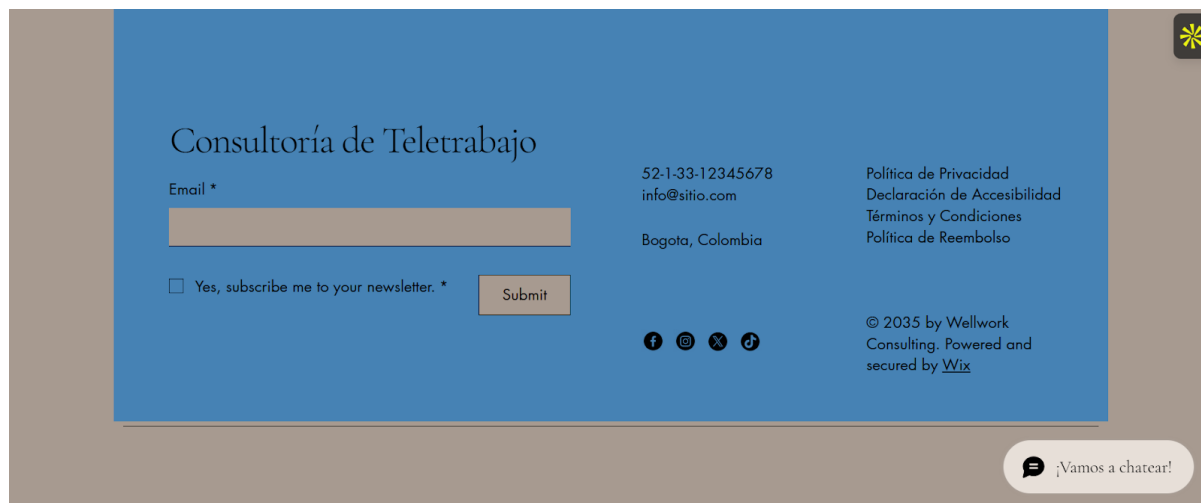 Consultoría de Teletrabajo
Email *
Yes, subscribe me to your newsletter. *
Submit
52-1-33-12345678
info@sitio.com
Bogota, Colombia
Política de Privacidad
Declaración de Accesibilidad
Términos y Condiciones
Política de Reembolso
© 2035 by Wellwork
Consulting. Powered and
secured by Wix
¡Vamos a chatear!